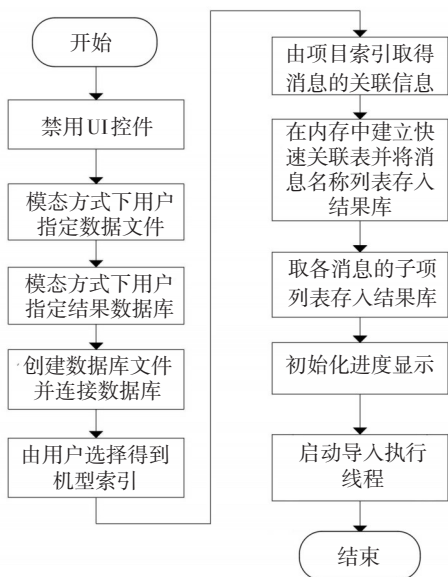 开始
禁用UI控件
模态方式下用户
指定数据文件
模态方式下用户
指定结果数据库
创建数据库文件
并连接数据库
由用户选择得到
机型索引
由项目索引取得
消息的关联信息
在内存中建立快
速关联表并将消
息名称列表存入
结果库
取各消息的子项
列表存入结果库
初始化进度显示
启动导入执行
线程
结束